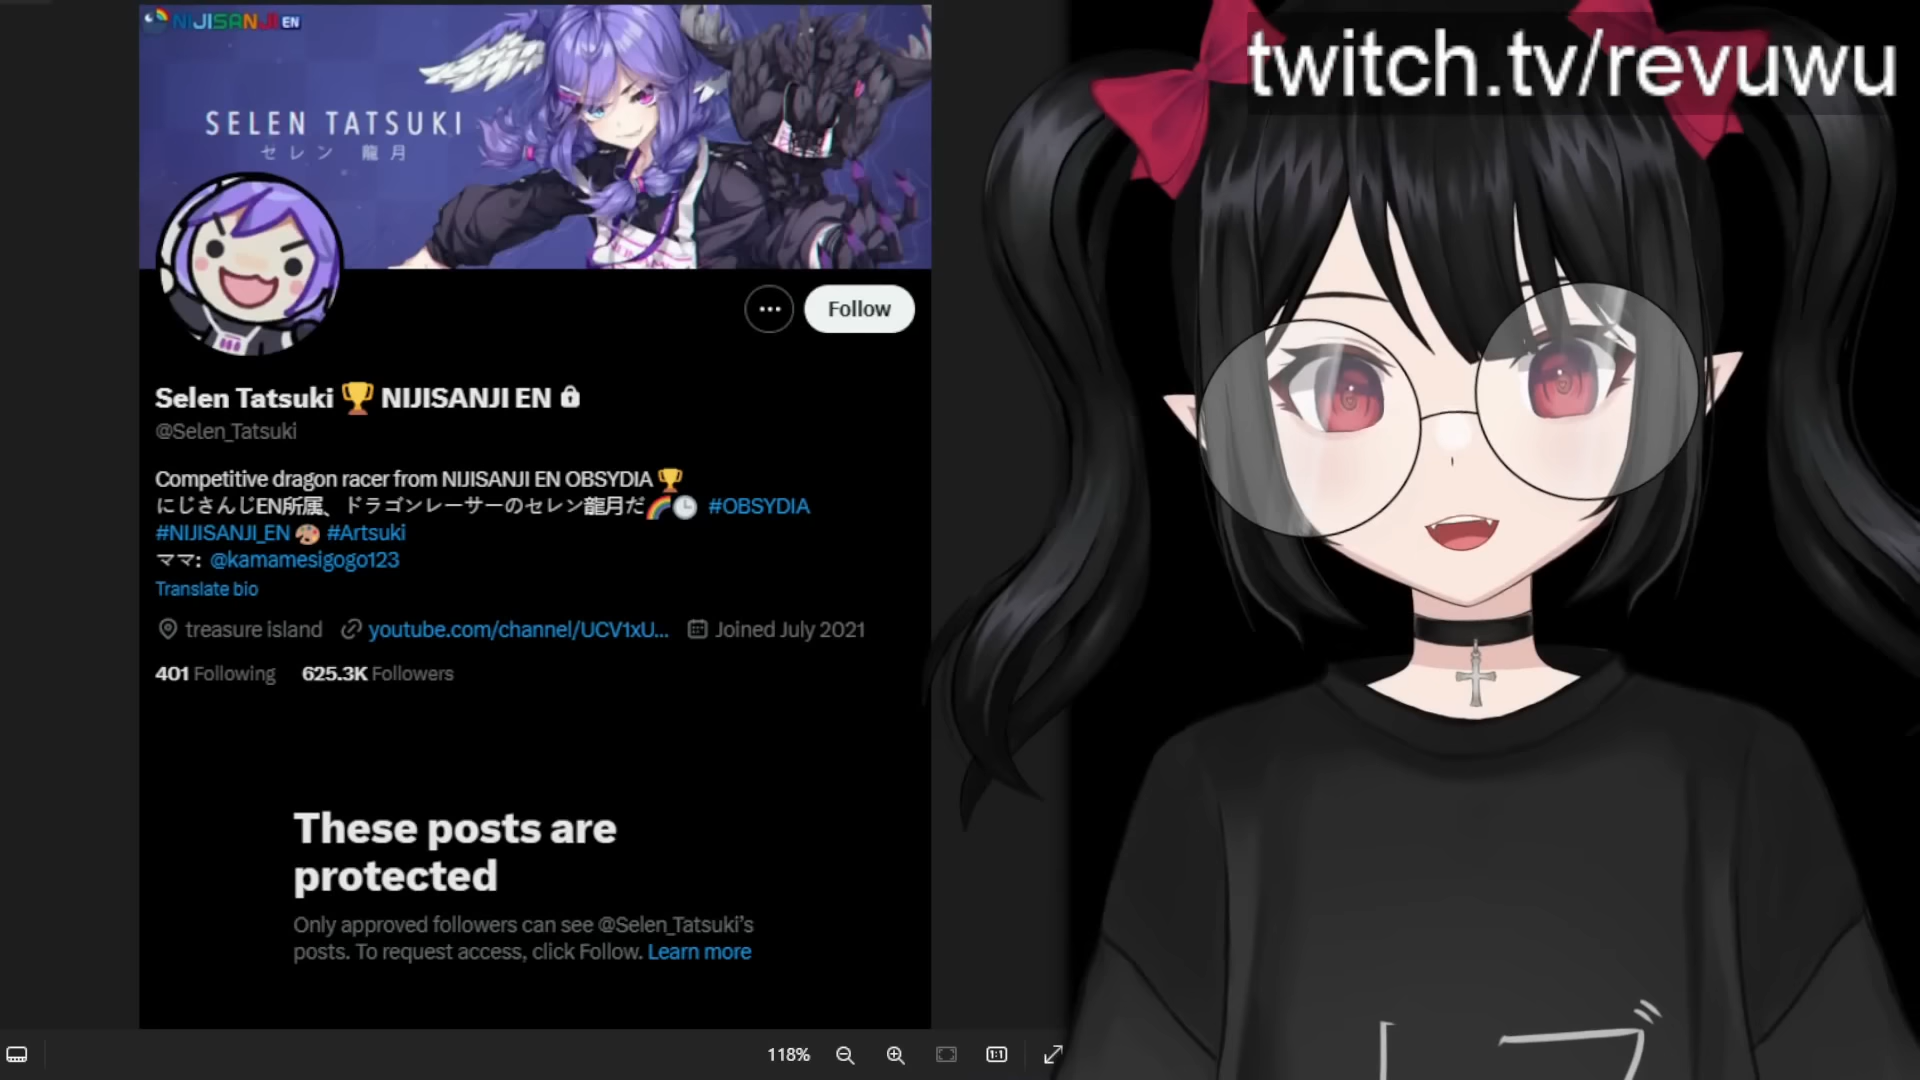 NIJISANJI EN
SELEN TATSUKI
セレン 龍月
twitch.tv/revuwu
Follow
Selen Tatsuki 🏆 NIJISANJI EN
@Selen_Tatsuki
Competitive dragon racer from NIJISANJI EN OBSYDIA 🏆
にじさんじEN所属、ドラゴンレーサーのセレン龍月だ🌈🕒 #OBSYDIA
#NIJISANJI_EN 🎨 #Artsuki
ママ: @kamamesigogo123
Translate bio
treasure island youtube.com/channel/UCV1xU... Joined July 2021
401 Following 625.3K Followers
These posts are
protected
Only approved followers can see @Selen_Tatsuki's
posts. To request access, click Follow. Learn more
118% 1:1